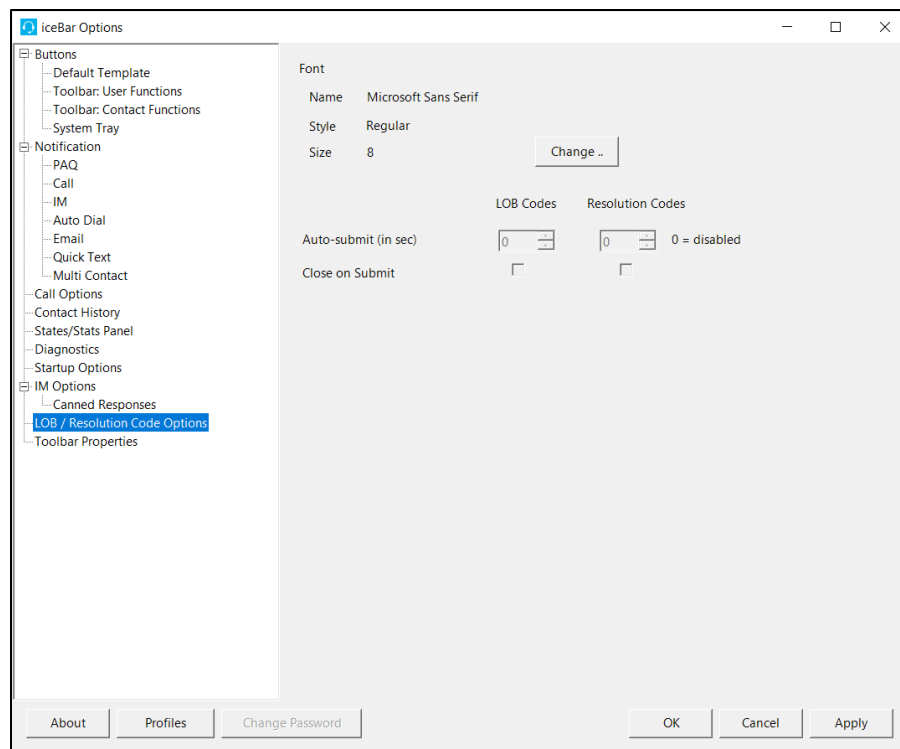 iceBar Options
Buttons
Default Template
Toolbar: User Functions
Toolbar: Contact Functions
System Tray
Notification
PAQ
Call
IM
Auto Dial
Email
Quick Text
Multi Contact
Call Options
Contact History
States/Stats Panel
Diagnostics
Startup Options
IM Options
Canned Responses
LOB / Resolution Code Options
Toolbar Properties
Font
Name Microsoft Sans Serif
Style Regular
Size 8 Change ..
LOB Codes Resolution Codes
Auto-submit (in sec) 0 0 0 = disabled
Close on Submit
About Profiles Change Password OK Cancel Apply